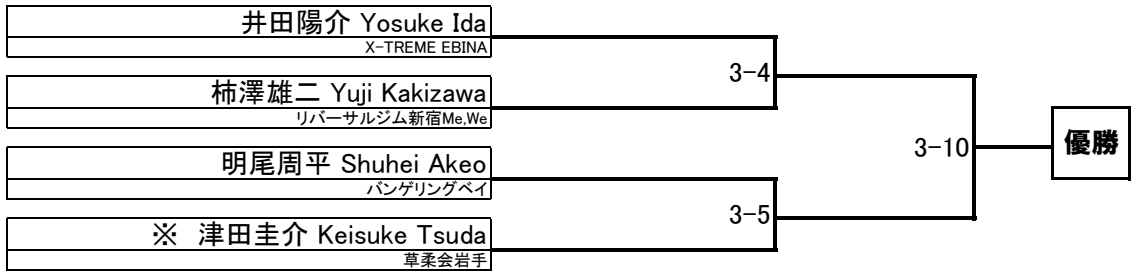 井田陽介 Yosuke Ida
X-TREME EBINA
3-4
柿澤雄二 Yuji Kakizawa
リバーサルジム新宿Me,We
3-10
優勝
明尾周平 Shuhei Akeo
バンゲリングベイ
3-5
※ 津田圭介 Keisuke Tsuda
草柔会岩手